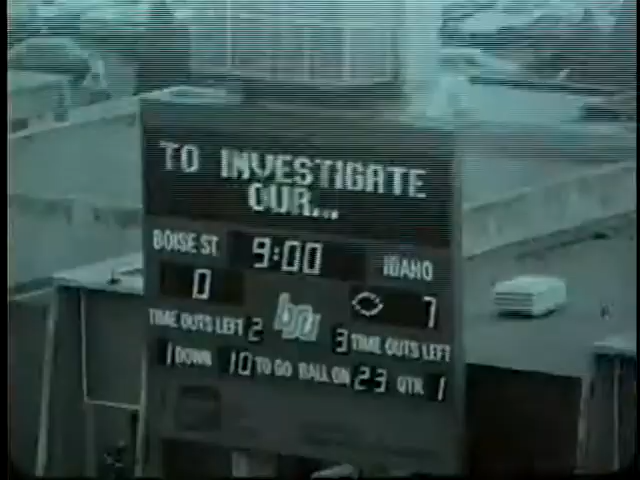 TO INVESTIGATE
OUR...
BOISE ST. 9:00 IDAHO
0 7
bsu
TIME OUTS LEFT 2 3 TIME OUTS LEFT
1 DOWN 10 TO GO BALL ON 23 QTR 1